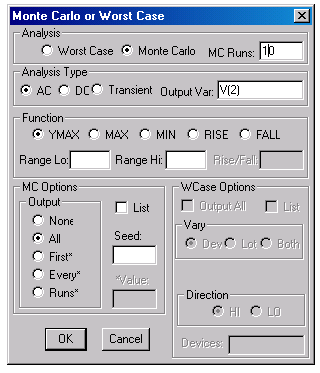 Monte Carlo or Worst Case
Analysis
Worst Case Monte Carlo MC Runs: 10
Analysis Type
AC DC Transient Output Var: V(2)
Function
YMAX MAX MIN RISE FALL
Range Lo: Range Hi: Rise/Fall:
MC Options
Output
None
All
First*
Every*
Runs*
List
Seed:
*Value:
OK Cancel
WCase Options
Output All List
Vary
Dev Lot Both
Direction
HI LO
Devices: